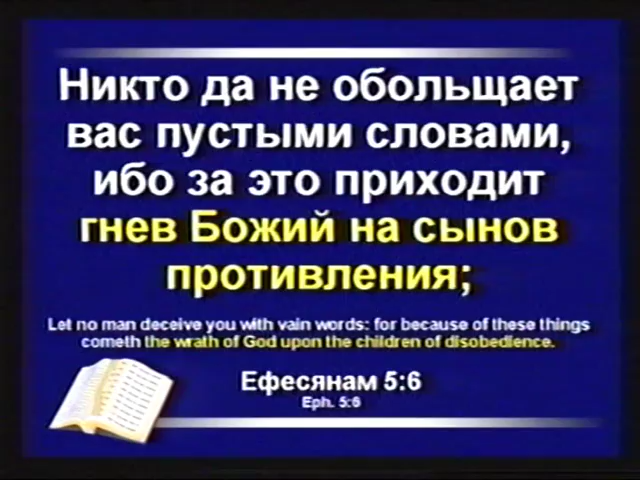 Никто да не обольщает
вас пустыми словами,
ибо за это приходит
гнев Божий на сынов
противления;
Let no man deceive you with vain words: for because of these things
cometh the wrath of God upon the children of disobedience.
Ефесянам 5:6
Eph. 5:6